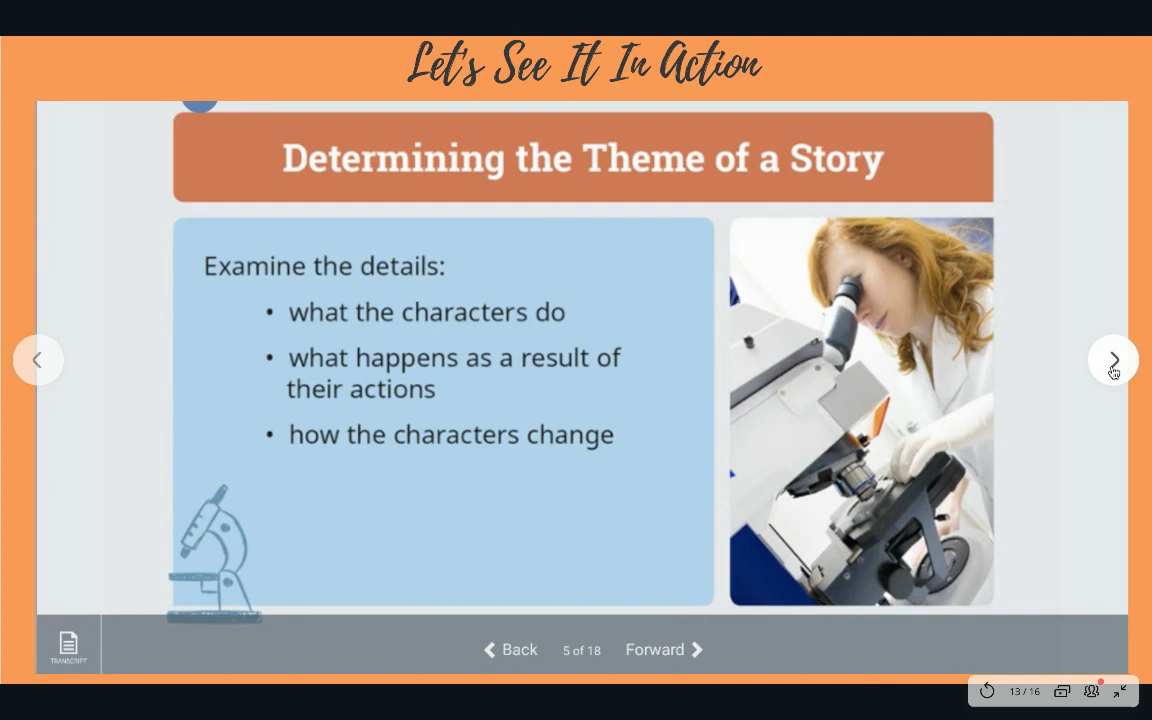 Let's See It In Action
Determining the Theme of a Story
Examine the details:
• what the characters do
• what happens as a result of
their actions
• how the characters change
TRANSCRIPT
Back 5 of 18 Forward
13 / 16